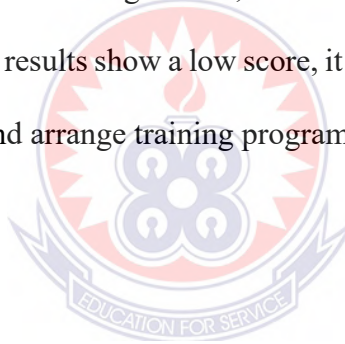 results show a low score, it
nd arrange training program
EDUCATION FOR SERVICE